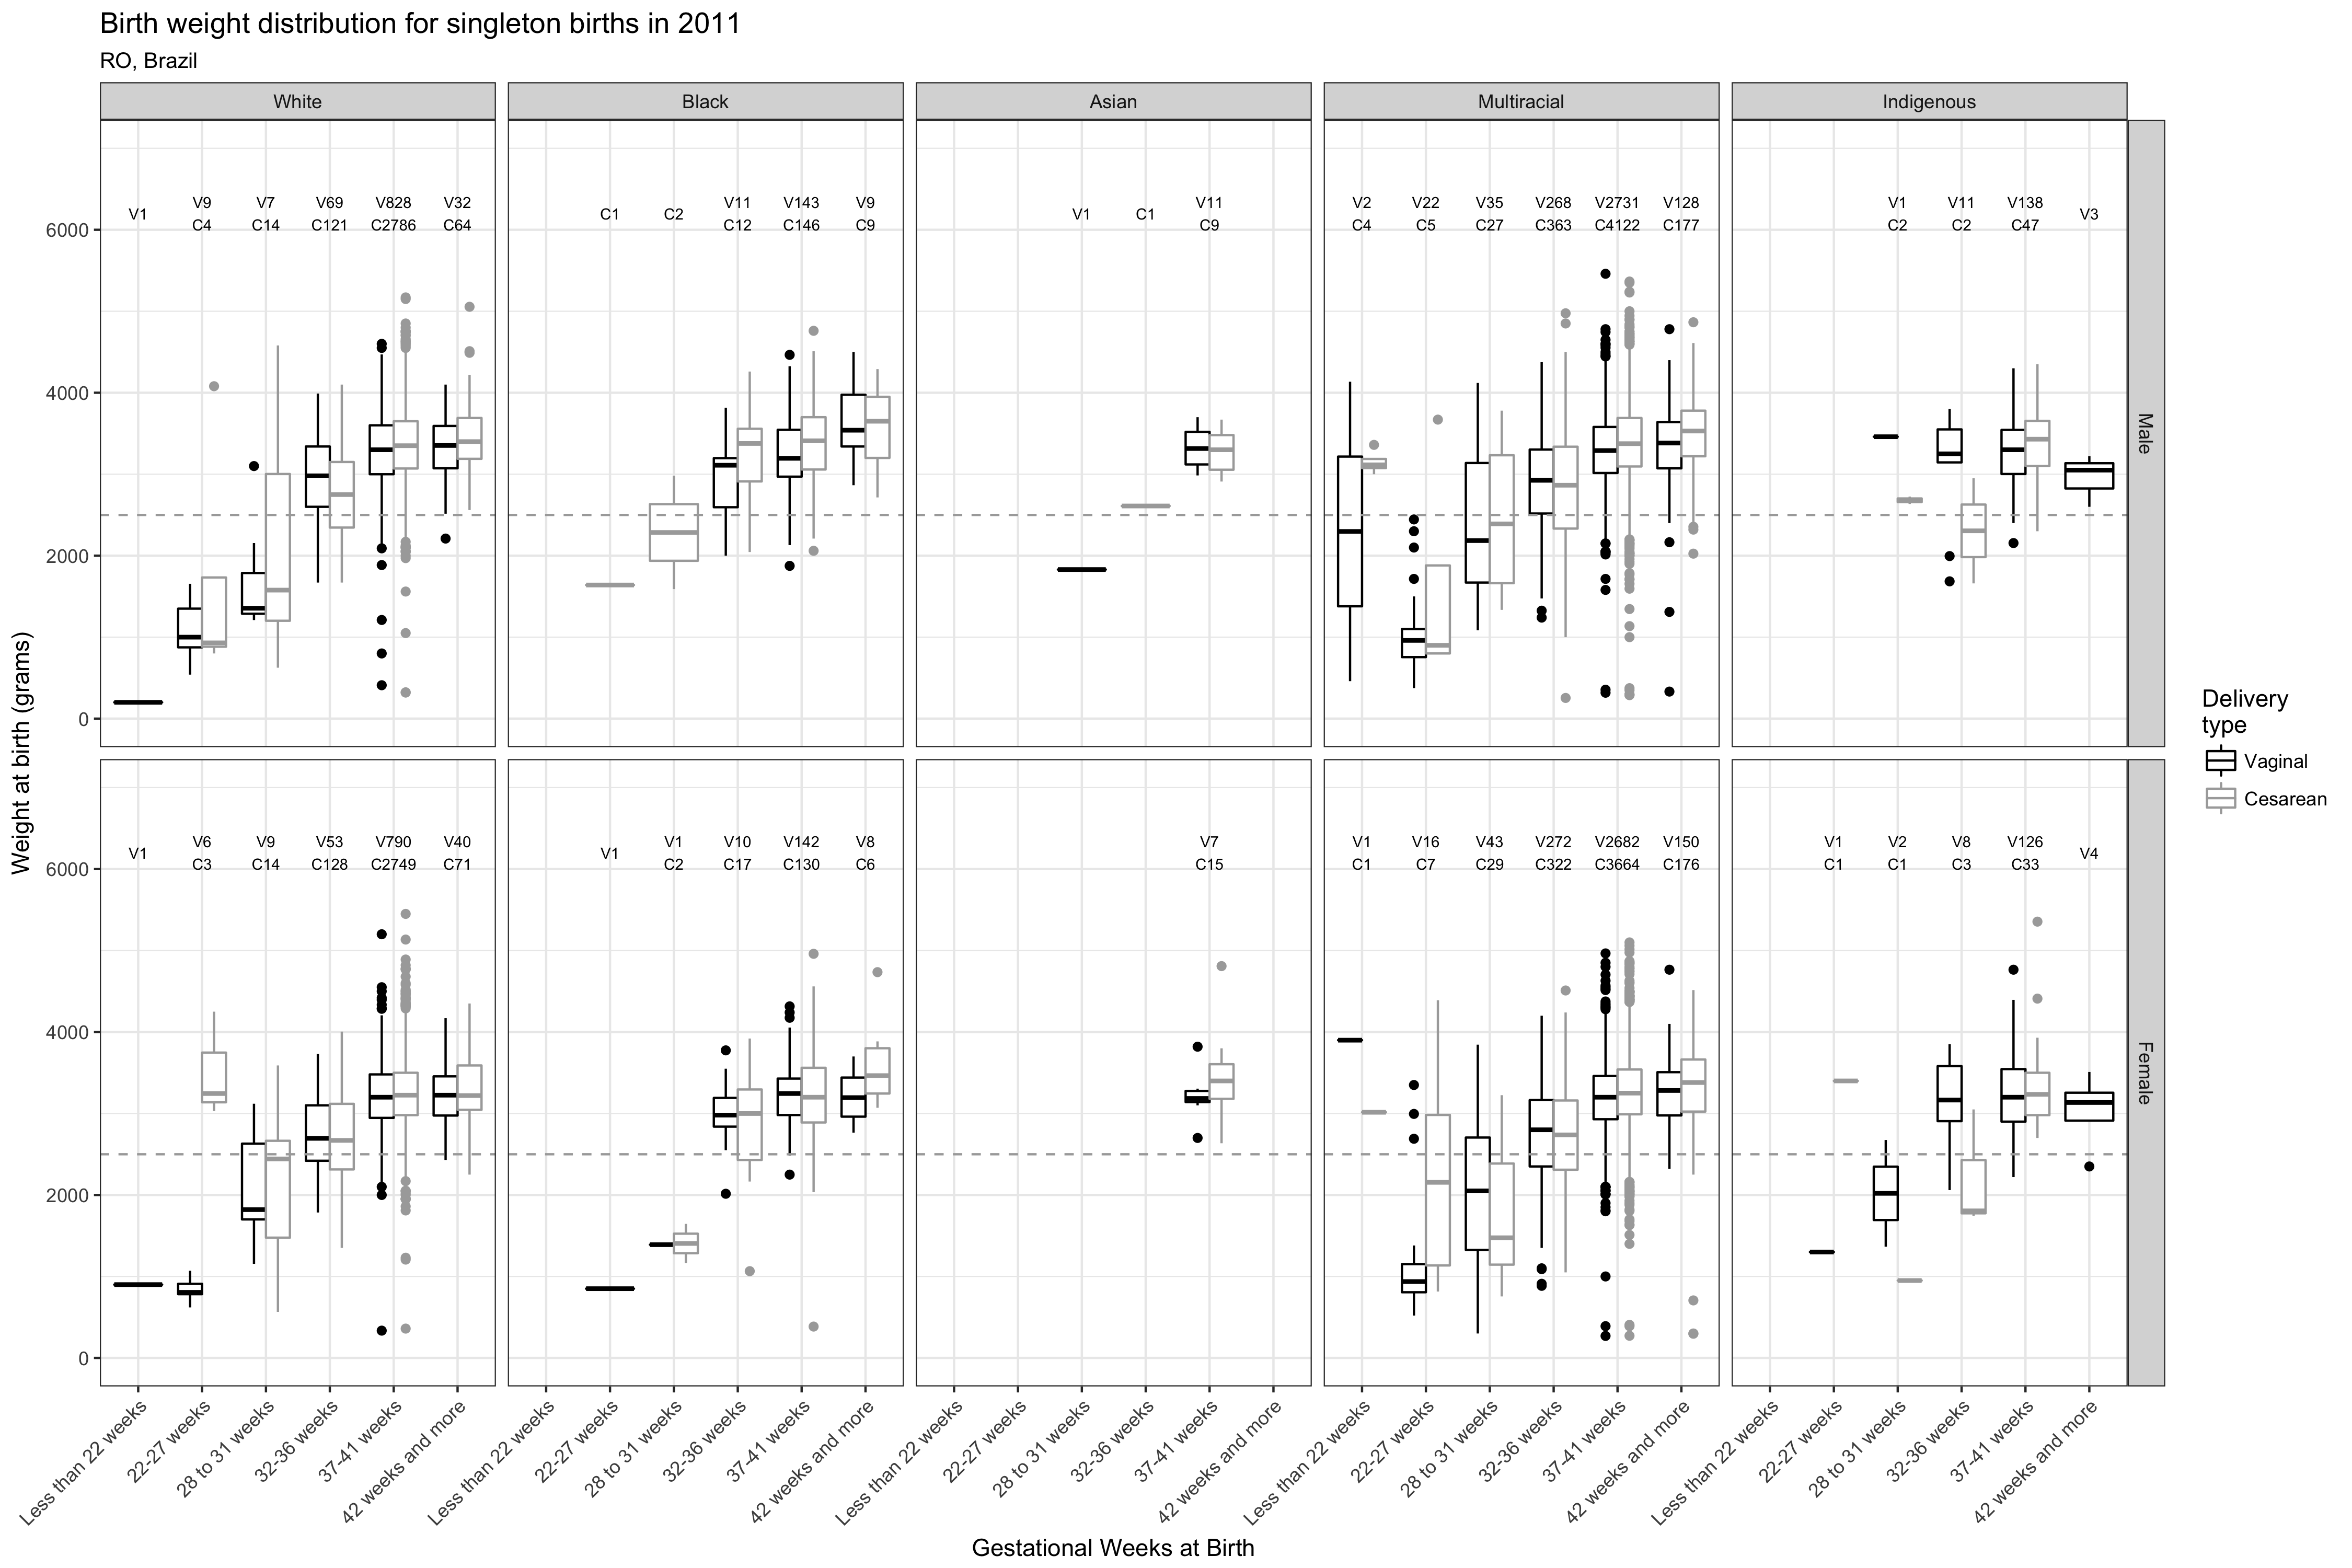 Birth weight distribution for singleton births in 2011
RO, Brazil
White
Black
Asian
Multiracial
Indigenous
Male
Female
Weight at birth (grams)
6000
4000
2000
0
V1
V9
C4
V7
C14
V69
C121
V828
C2786
V32
C64
C1
C2
V11
C12
V143
C146
V9
C9
V1
C1
V11
C9
V2
C4
V22
C5
V35
C27
V268
C363
V2731
C4122
V128
C177
V1
C2
V11
C2
V138
C47
V3
6000
4000
2000
0
V1
V6
C3
V9
C14
V53
C128
V790
C2749
V40
C71
V1
V1
C2
V10
C17
V142
C130
V8
C6
V7
C15
V1
C1
V16
C7
V43
C29
V272
C322
V2682
C3664
V150
C176
V1
C1
V2
C1
V8
C3
V126
C33
V4
Less than 22 weeks
22-27 weeks
28 to 31 weeks
32-36 weeks
37-41 weeks
42 weeks and more
Less than 22 weeks
22-27 weeks
28 to 31 weeks
32-36 weeks
37-41 weeks
42 weeks and more
Less than 22 weeks
22-27 weeks
28 to 31 weeks
32-36 weeks
37-41 weeks
42 weeks and more
Less than 22 weeks
22-27 weeks
28 to 31 weeks
32-36 weeks
37-41 weeks
42 weeks and more
Less than 22 weeks
22-27 weeks
28 to 31 weeks
32-36 weeks
37-41 weeks
42 weeks and more
Gestational Weeks at Birth
Delivery
type
Vaginal
Cesarean